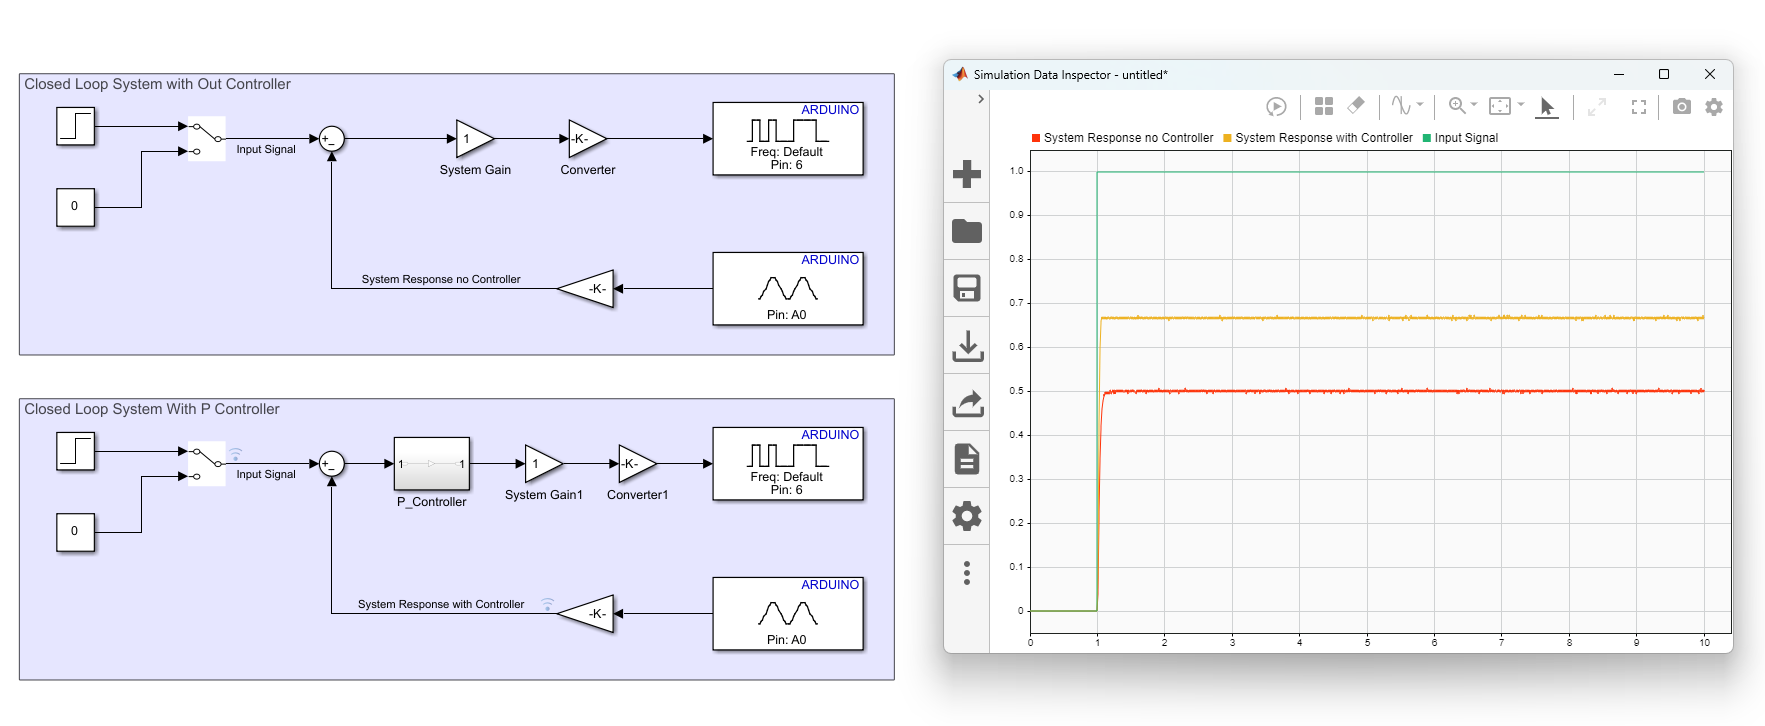 Closed Loop System with Out Controller
0
Input Signal
+
_
1
System Gain
-K-
Converter
ARDUINO
Freq: Default
Pin: 6
System Response no Controller
-K-
ARDUINO
Pin: A0
Closed Loop System With P Controller
0
Input Signal
+
_
1
1
P_Controller
1
System Gain1
-K-
Converter1
ARDUINO
Freq: Default
Pin: 6
System Response with Controller
-K-
ARDUINO
Pin: A0
Simulation Data Inspector - untitled*
System Response no Controller
System Response with Controller
Input Signal
1.0
0.9
0.8
0.7
0.6
0.5
0.4
0.3
0.2
0.1
0
0 1 2 3 4 5 6 7 8 9 10